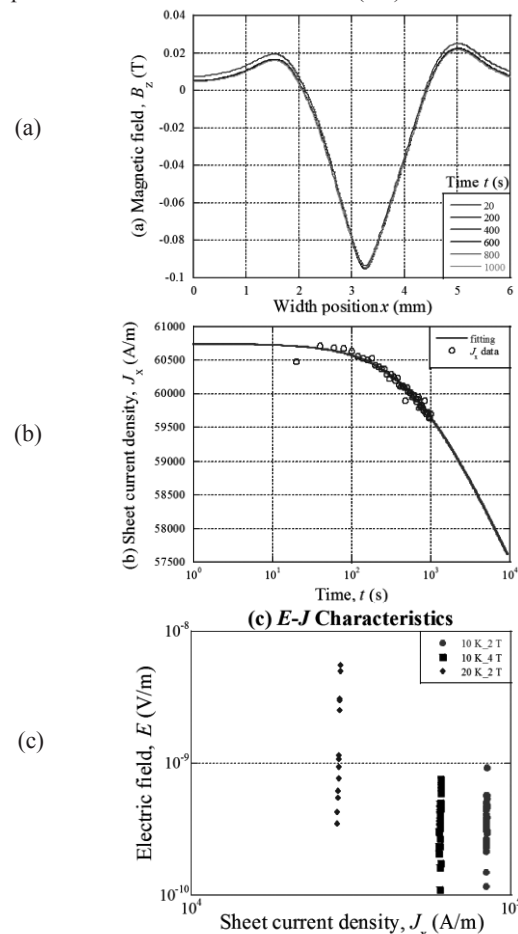 (a)
(a) Magnetic field, B_z (T)
0.04
0.02
0
-0.02
-0.04
-0.06
-0.08
-0.1
Time t (s)
20
200
400
600
800
1000
0 1 2 3 4 5 6
Width position x (mm)
(b)
(b) Sheet current density, J_x (A/m)
61000
60500
60000
59500
59000
58500
58000
57500
fitting
J_x data
10^0 10^1 10^2 10^3 10^4
Time, t (s)
(c) E-J Characteristics
(c)
Electric field, E (V/m)
10^-8
10^-9
10^-10
10 K_2 T
10 K_4 T
20 K_2 T
10^4
Sheet current density, J_x (A/m)